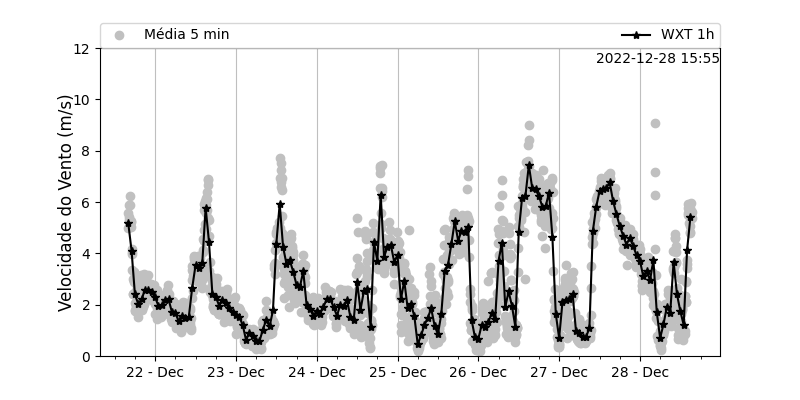 Média 5 min
WXT 1h
2022-12-28 15:55
Velocidade do Vento (m/s)
12
10
8
6
4
2
0
22 - Dec
23 - Dec
24 - Dec
25 - Dec
26 - Dec
27 - Dec
28 - Dec